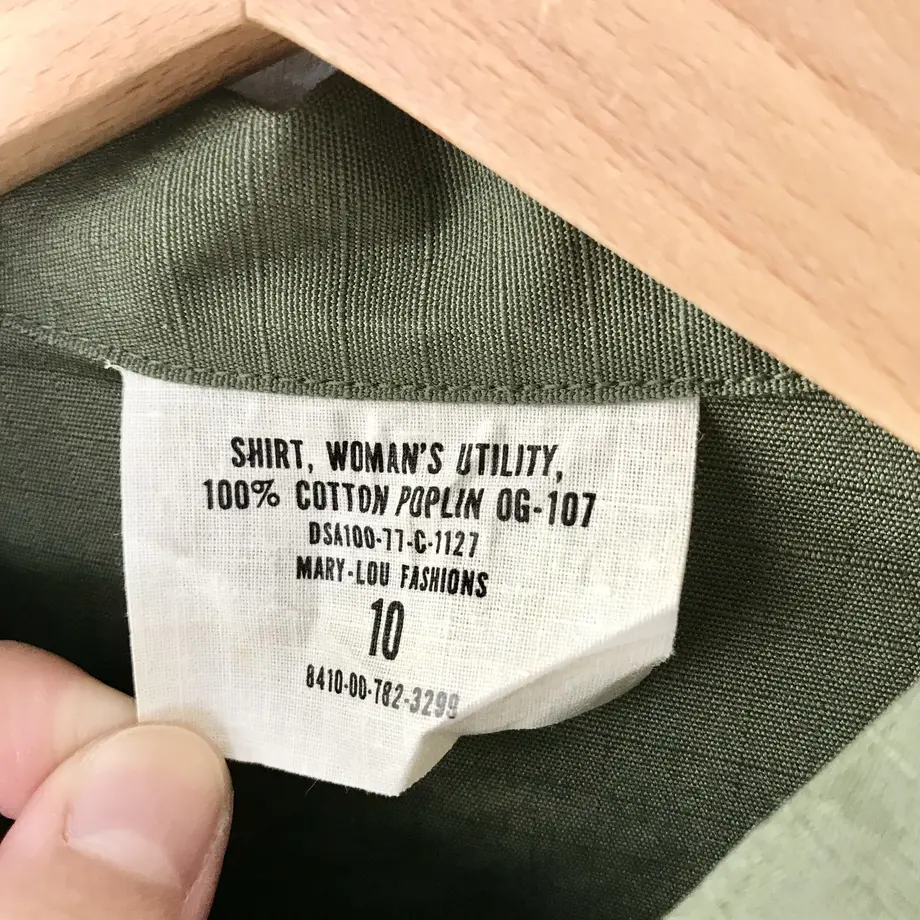 SHIRT, WOMAN'S UTILITY,
100% COTTON POPLIN OG-107
DSA100-77-C-1127
MARY-LOU FASHIONS
10
8410-00-782-3299